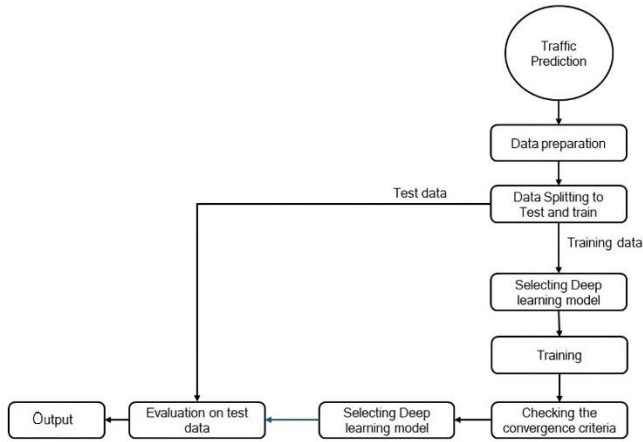 Traffic
Prediction
Data preparation
Data Splitting to
Test and train
Test data
Training data
Selecting Deep
learning model
Training
Checking the
convergence criteria
Selecting Deep
learning model
Evaluation on test
data
Output